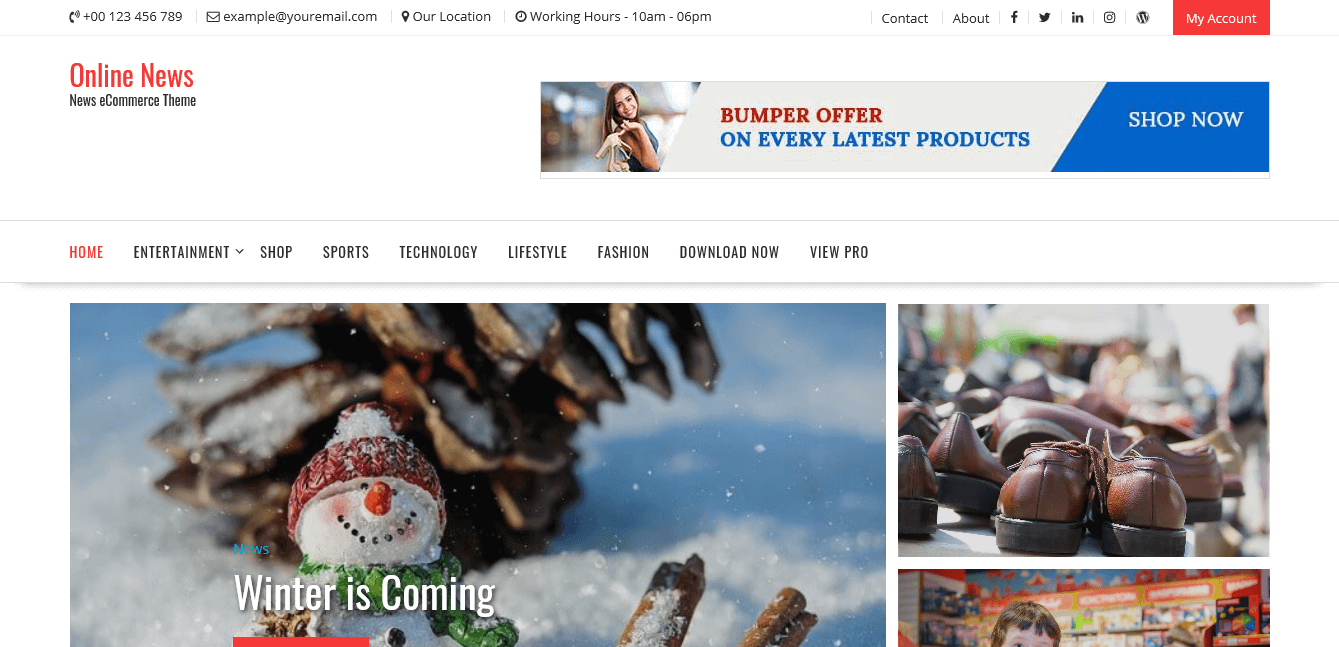 +00 123 456 789 example@youremail.com Our Location Working Hours - 10am - 06pm Contact About My Account
Online News
News eCommerce Theme
BUMPER OFFER
ON EVERY LATEST PRODUCTS
SHOP NOW
HOME ENTERTAINMENT SHOP SPORTS TECHNOLOGY LIFESTYLE FASHION DOWNLOAD NOW VIEW PRO
News
Winter is Coming